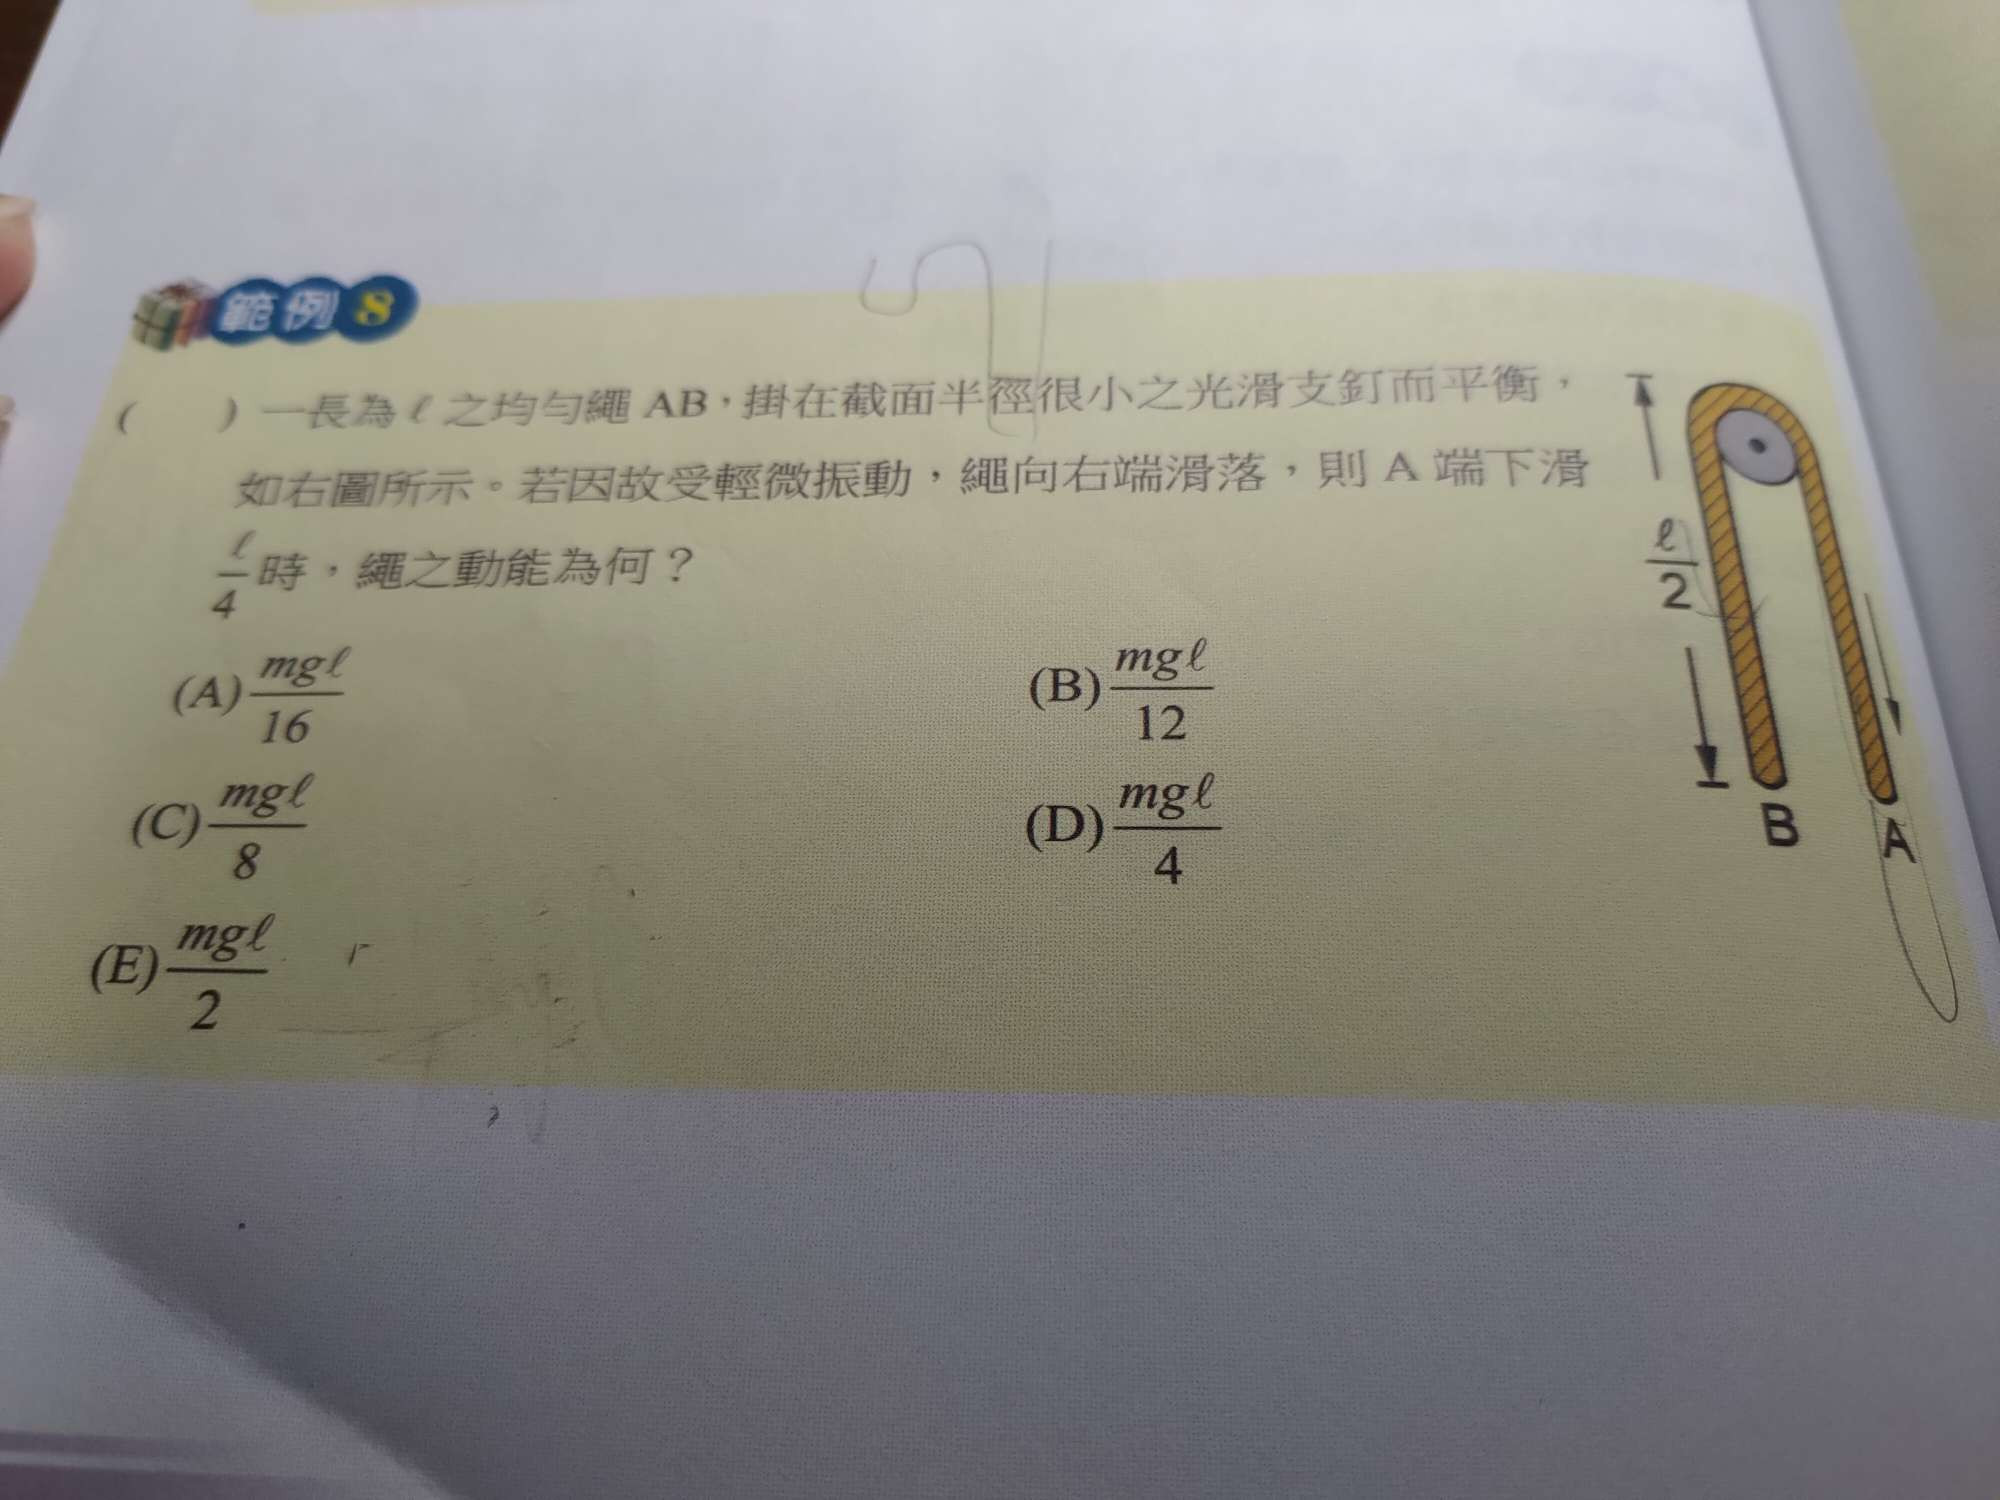 範例 8
(  ) 一長為 ℓ 之均勻繩 AB，掛在截面半徑很小之光滑支釘而平衡，
如右圖所示。若因故受輕微振動，繩向右端滑落，則 A 端下滑
ℓ/4 時，繩之動能為何？
(A) mgℓ/16
(B) mgℓ/12
(C) mgℓ/8
(D) mgℓ/4
(E) mgℓ/2
ℓ/2
B
A